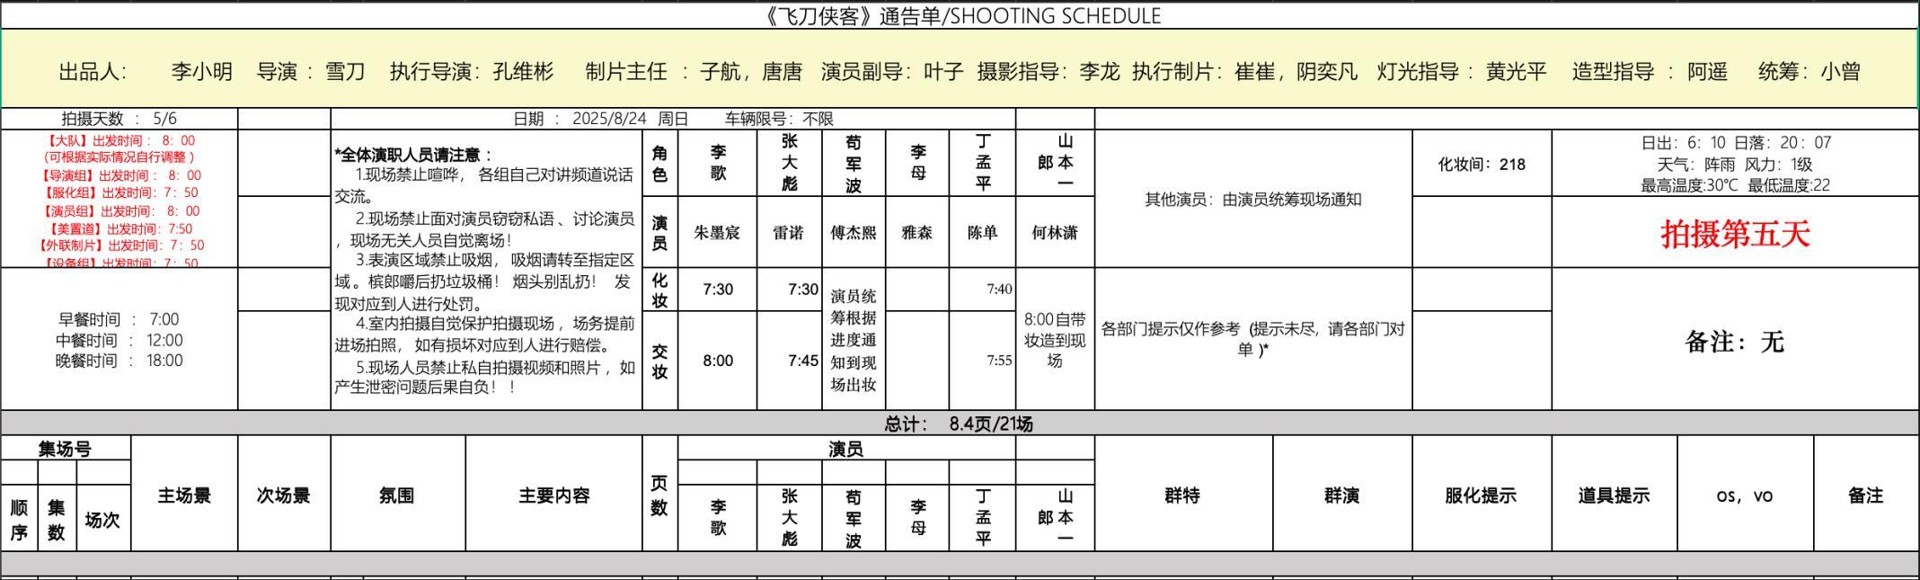 《飞刀侠客》通告单/SHOOTING SCHEDULE
出品人： 李小明 导演 ：雪刀 执行导演：孔维彬 制片主任 ：子航，唐唐 演员副导：叶子 摄影指导：李龙 执行制片：崔崔，阴奕凡 灯光指导 ：黄光平 造型指导 ：阿遥 统筹：小曾
拍摄天数 ： 5/6
日期 ： 2025/8/24 周日 车辆限号：不限
【大队】出发时间 ： 8：00
(可根据实际情况自行调整 )
【导演组】出发时间 ： 8：00
【服化组】出发时间：7：50
【演员组】出发时间： 8：00
【美置道】出发时间：7:50
【外联制片】出发时间：7：50
【设备组】出发时间：7：50
早餐时间 ： 7:00
中餐时间 ： 12:00
晚餐时间 ： 18:00
*全体演职人员请注意 ：
1.现场禁止喧哗， 各组自己对讲频道说话
交流。
2.现场禁止面对演员窃窃私语 、讨论演员
，现场无关人员自觉离场！
3.表演区域禁止吸烟， 吸烟请转至指定区
域 。槟郎嚼后扔垃圾桶！ 烟头别乱扔！ 发
现对应到人进行处罚。
4.室内拍摄自觉保护拍摄现场 ，场务提前
进场拍照， 如有损坏对应到人进行赔偿。
5.现场人员禁止私自拍摄视频和照片 ，如
产生泄密问题后果自负！！
角色 李歌 张大彪 荀军波 李母 丁孟平 山本一郎
演员 朱墨宸 雷诺 傅杰熙 雅森 陈单 何林潇
化妆 7:30 7:30 7:40
交妆 8:00 7:45 7:55
演员统
筹根据
进度通
知到现
场出妆
8:00自带
妆造到现
场
其他演员：由演员统筹现场通知
各部门提示仅作参考 (提示未尽，请各部门对
单 )*
化妆间：218
日出：6：10 日落：20：07
天气：阵雨 风力：1级
最高温度:30℃ 最低温度:22
拍摄第五天
备注：无
总计： 8.4页/21场
集场号
顺序 集数 场次
主场景 次场景 氛围 主要内容 页数
演员
李歌 张大彪 荀军波 李母 丁孟平 山本一郎
群特 群演 服化提示 道具提示 os，vo 备注